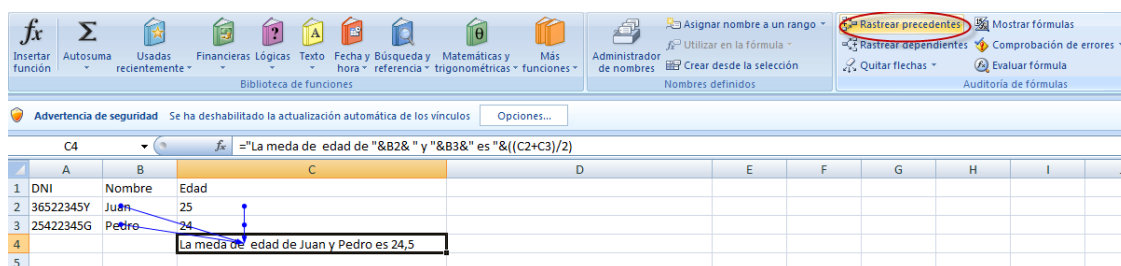 fx Σ ? A θ
Insertar función
Autosuma
Usadas recientemente
Financieras
Lógicas
Texto
Fecha y hora
Búsqueda y referencia
Matemáticas y trigonométricas
Más funciones
Biblioteca de funciones
Administrador de nombres
Asignar nombre a un rango
Utilizar en la fórmula
Crear desde la selección
Nombres definidos
Rastrear precedentes
Rastrear dependientes
Quitar flechas
Mostrar fórmulas
Comprobación de errores
Evaluar fórmula
Auditoría de fórmulas
Advertencia de seguridad Se ha deshabilitado la actualización automática de los vínculos Opciones...
C4 fx ="La meda de  edad de "&B2& " y "&B3&" es "&((C2+C3)/2)
A B C D E F G H I
1 DNI Nombre Edad
2 36522345Y Juan 25
3 25422345G Pedro 24
4 La meda de  edad de Juan y Pedro es 24,5
5